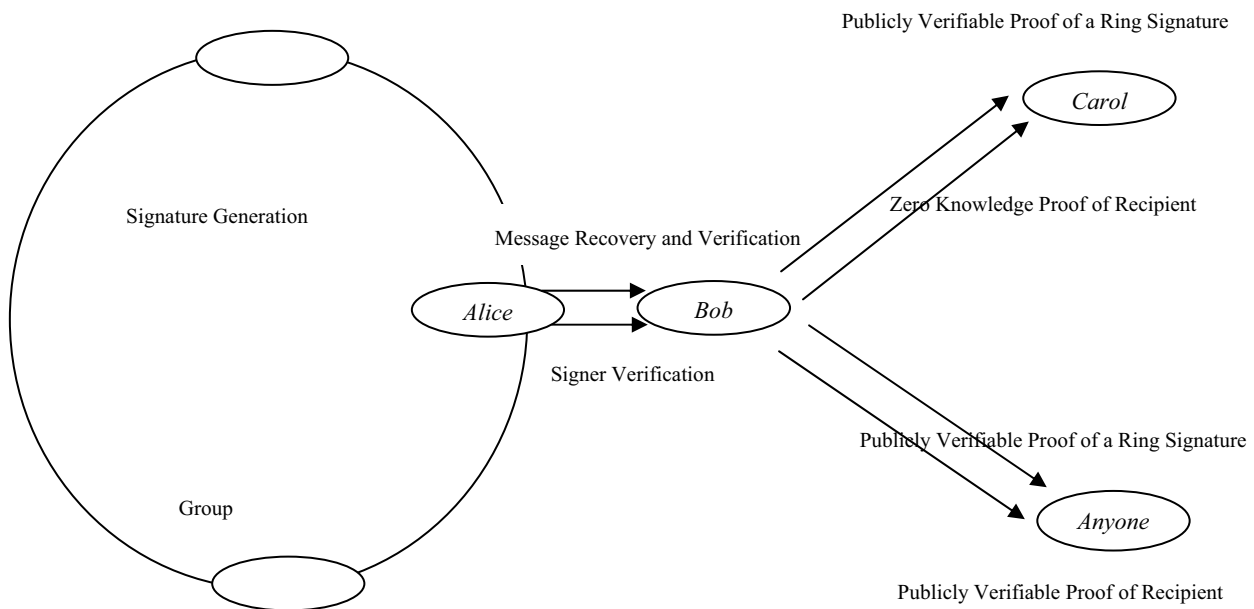 Publicly Verifiable Proof of a Ring Signature
Carol
Signature Generation
Zero Knowledge Proof of Recipient
Message Recovery and Verification
Alice
Bob
Signer Verification
Publicly Verifiable Proof of a Ring Signature
Group
Anyone
Publicly Verifiable Proof of Recipient